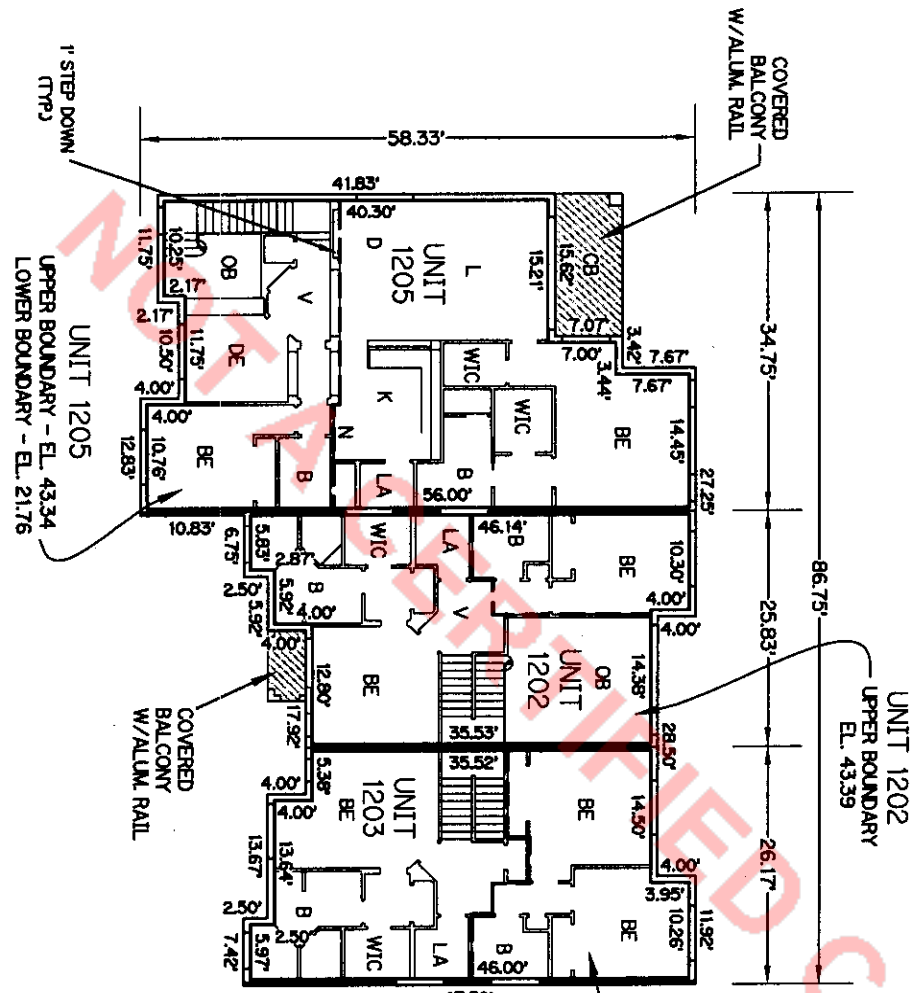 COVERED
BALCONY
W/ALUM. RAIL
1' STEP DOWN
(TYP.)
58.33'
34.75'
86.75'
25.83'
26.17'
UNIT 1202
UPPER BOUNDARY
EL. 43.39
41.83'
40.30'
D
L
UNIT
1205
15.21'
15.62'
CB
7.07'
3.42'
7.00'
7.67'
3.44'
7.67'
11.75'
10.25'
OB
2.17'
2.17'
V
10.50'
11.75'
DE
4.00'
4.00'
WIC
WIC
K
N
BE
14.45'
27.25'
12.83'
10.76'
BE
B
LA
56.00'
B
UNIT 1205
UPPER BOUNDARY - EL. 43.34
LOWER BOUNDARY - EL. 21.76
10.83'
6.75'
5.83'
2.87'
WIC
LA
46.14'
B
BE
10.30'
4.00'
4.00'
2.50'
5.92'
5.92'
B
4.00'
4.00'
V
BE
12.80'
17.92'
35.53'
UNIT
1202
OB
14.38'
28.50'
COVERED
BALCONY
W/ALUM. RAIL
5.38'
4.00'
BE
UNIT
1203
35.52'
BE
14.50'
4.00'
3.95'
13.67'
13.64'
2.50'
2.50'
B
7.42'
5.97'
WIC
LA
B
46.00'
BE
10.26'
11.92'
NOT A CERTIFIED C